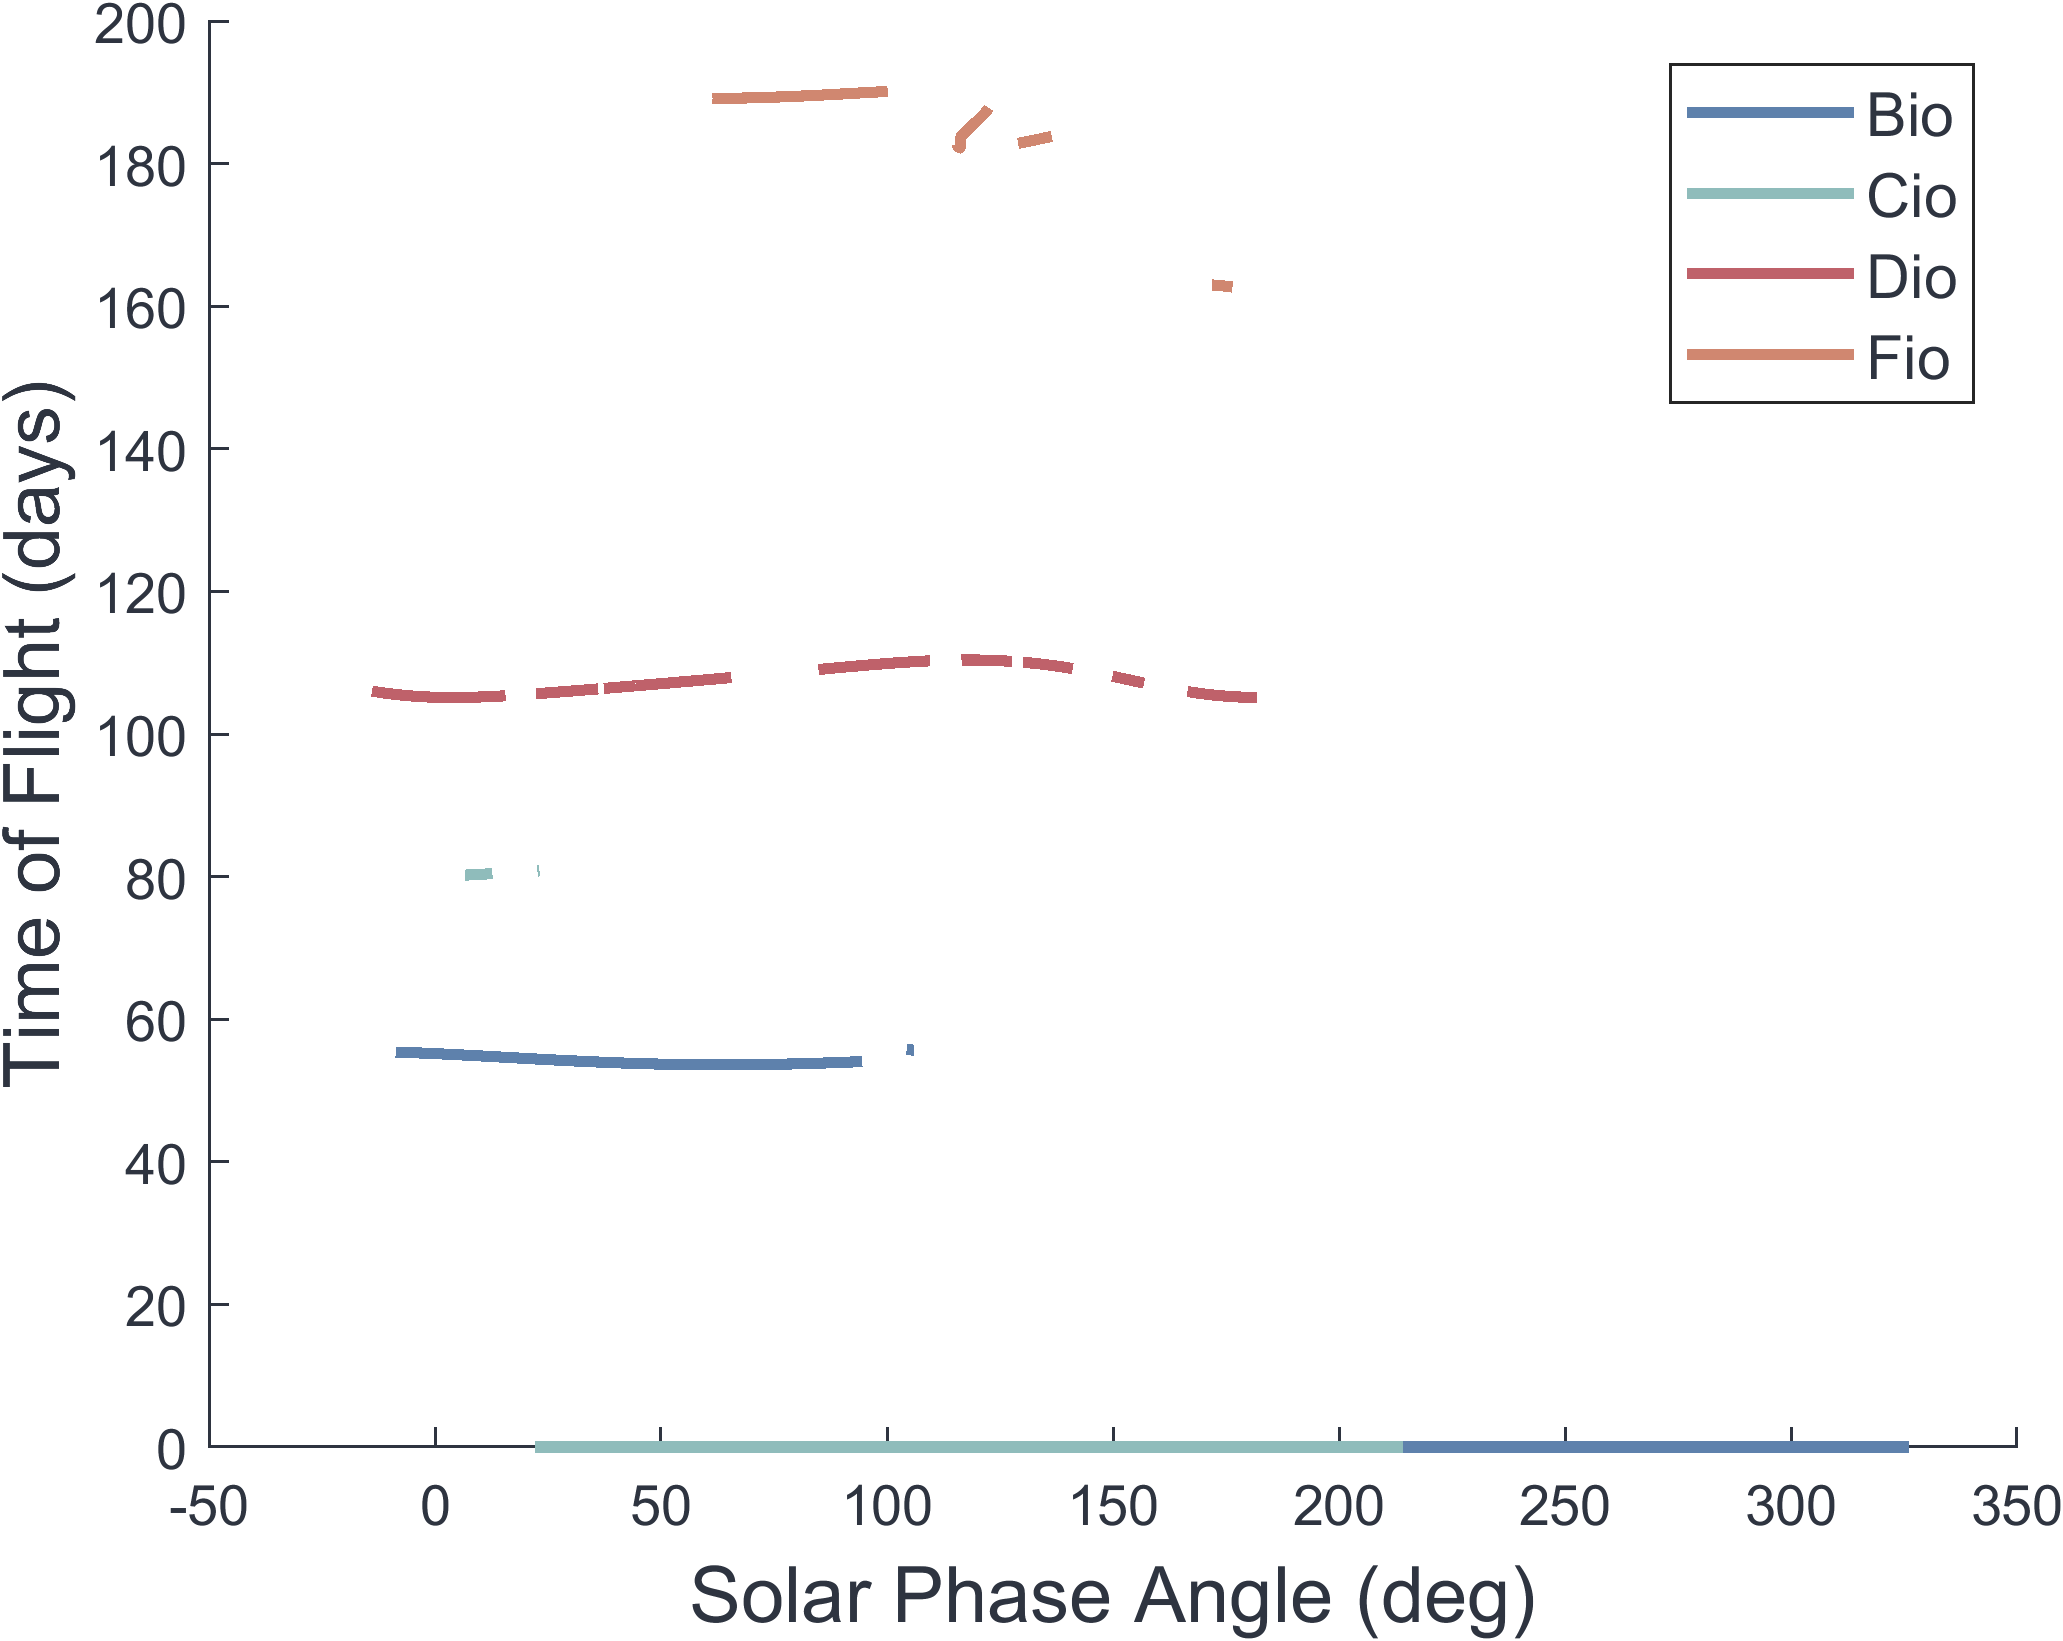 200
180
160
140
120
100
80
60
40
20
0
Time of Flight (days)
-50 0 50 100 150 200 250 300 350
Solar Phase Angle (deg)
Bio
Cio
Dio
Fio